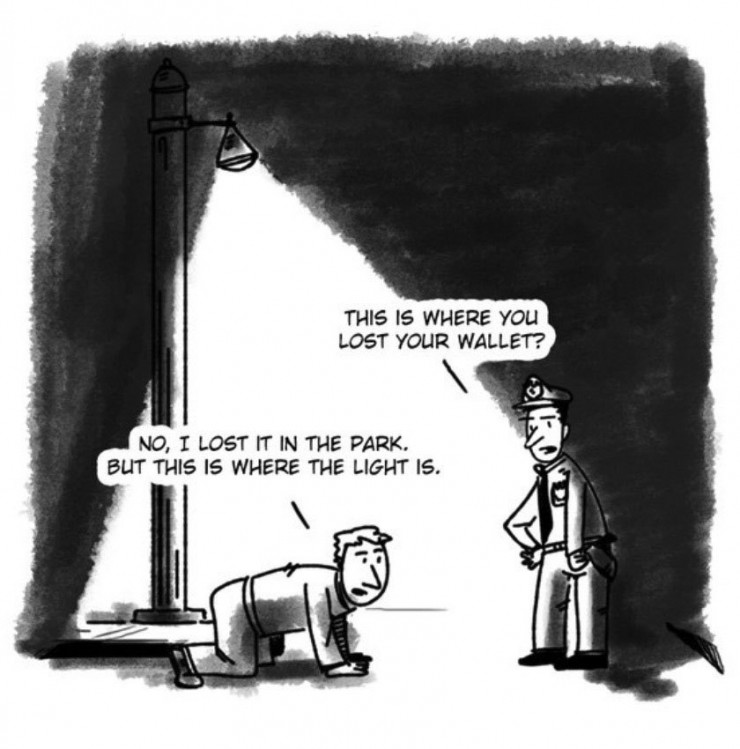 THIS IS WHERE YOU
LOST YOUR WALLET?
NO, I LOST IT IN THE PARK.
BUT THIS IS WHERE THE LIGHT IS.